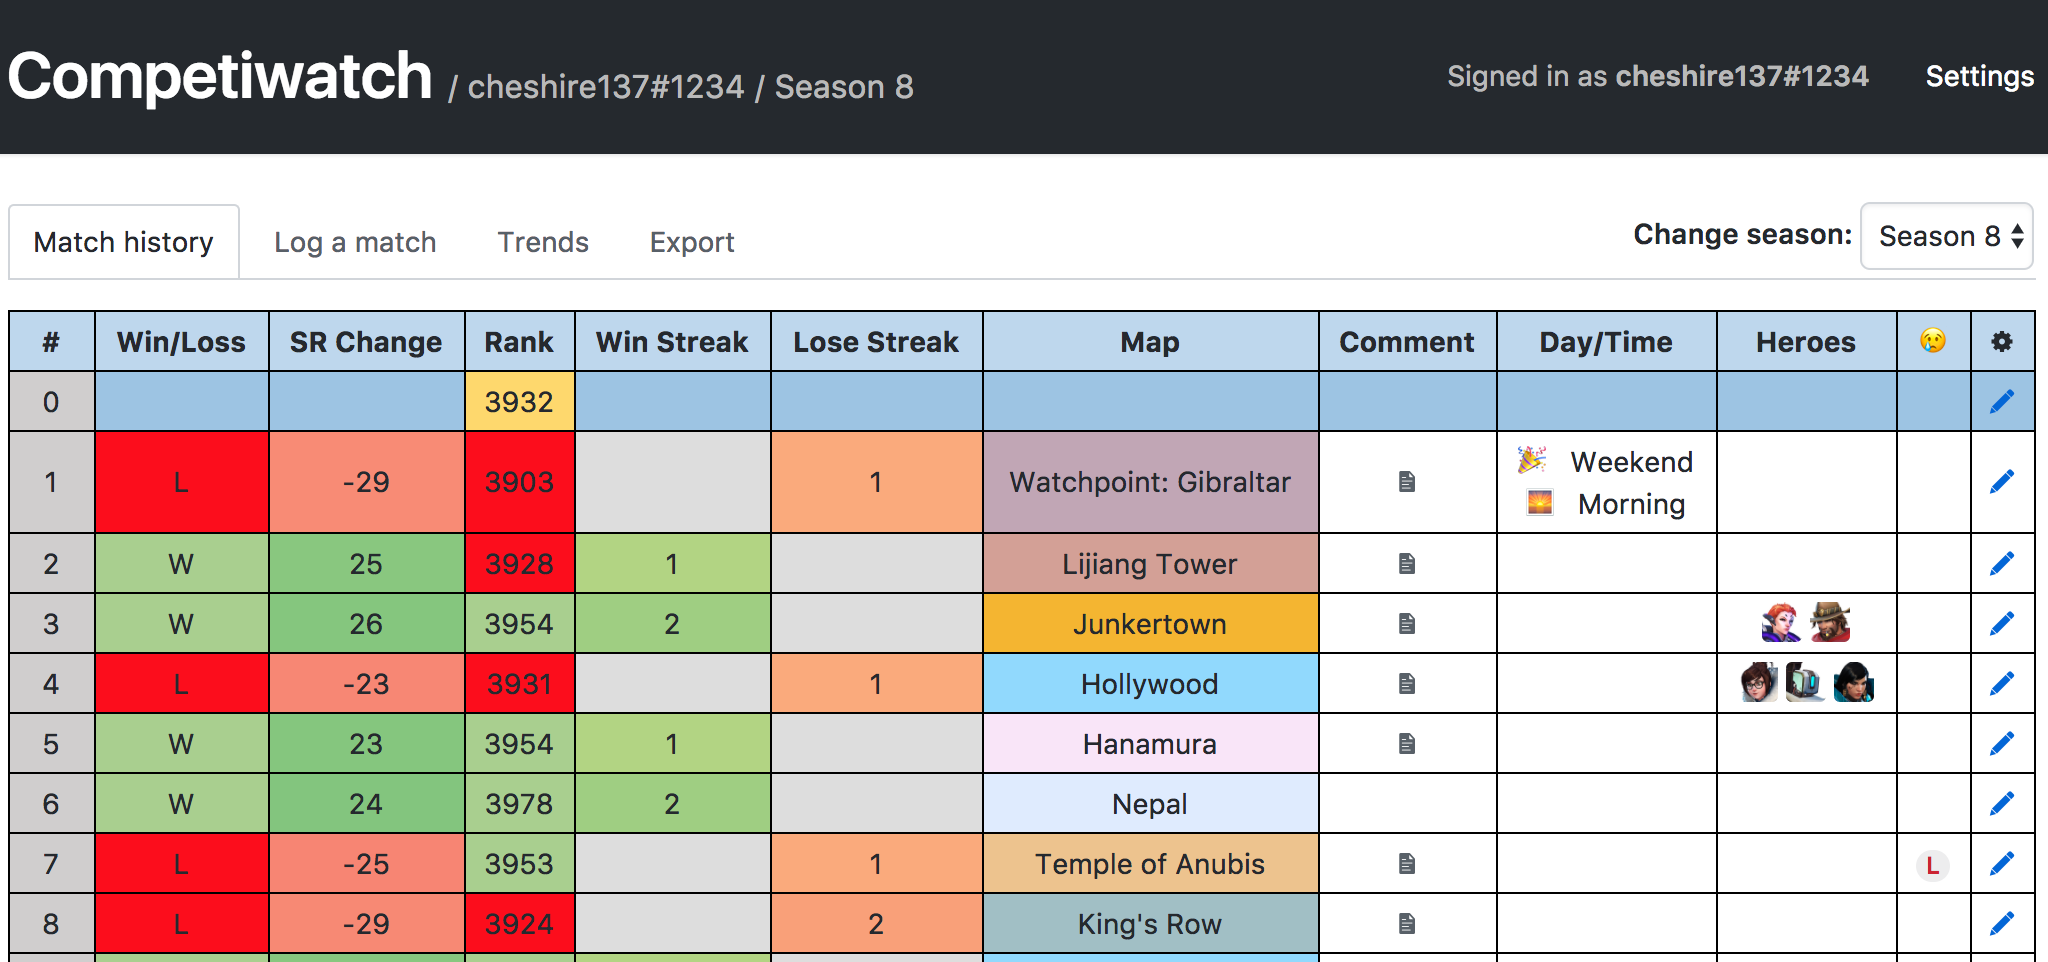 Competiwatch / cheshire137#1234 / Season 8
Signed in as cheshire137#1234 Settings
Match history Log a match Trends Export
Change season: Season 8
# Win/Loss SR Change Rank Win Streak Lose Streak Map Comment Day/Time Heroes
0 3932
1 L -29 3903 1 Watchpoint: Gibraltar Weekend
Morning
2 W 25 3928 1 Lijiang Tower
3 W 26 3954 2 Junkertown
4 L -23 3931 1 Hollywood
5 W 23 3954 1 Hanamura
6 W 24 3978 2 Nepal
7 L -25 3953 1 Temple of Anubis L
8 L -29 3924 2 King's Row